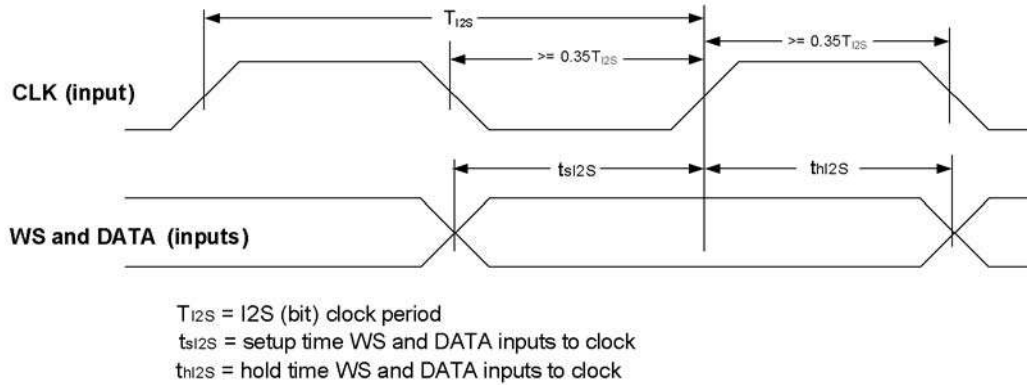 TI2S
>= 0.35TI2S
>= 0.35TI2S
CLK (input)
tsI2S
thI2S
WS and DATA (inputs)
TI2S = I2S (bit) clock period
tsI2S = setup time WS and DATA inputs to clock
thI2S = hold time WS and DATA inputs to clock